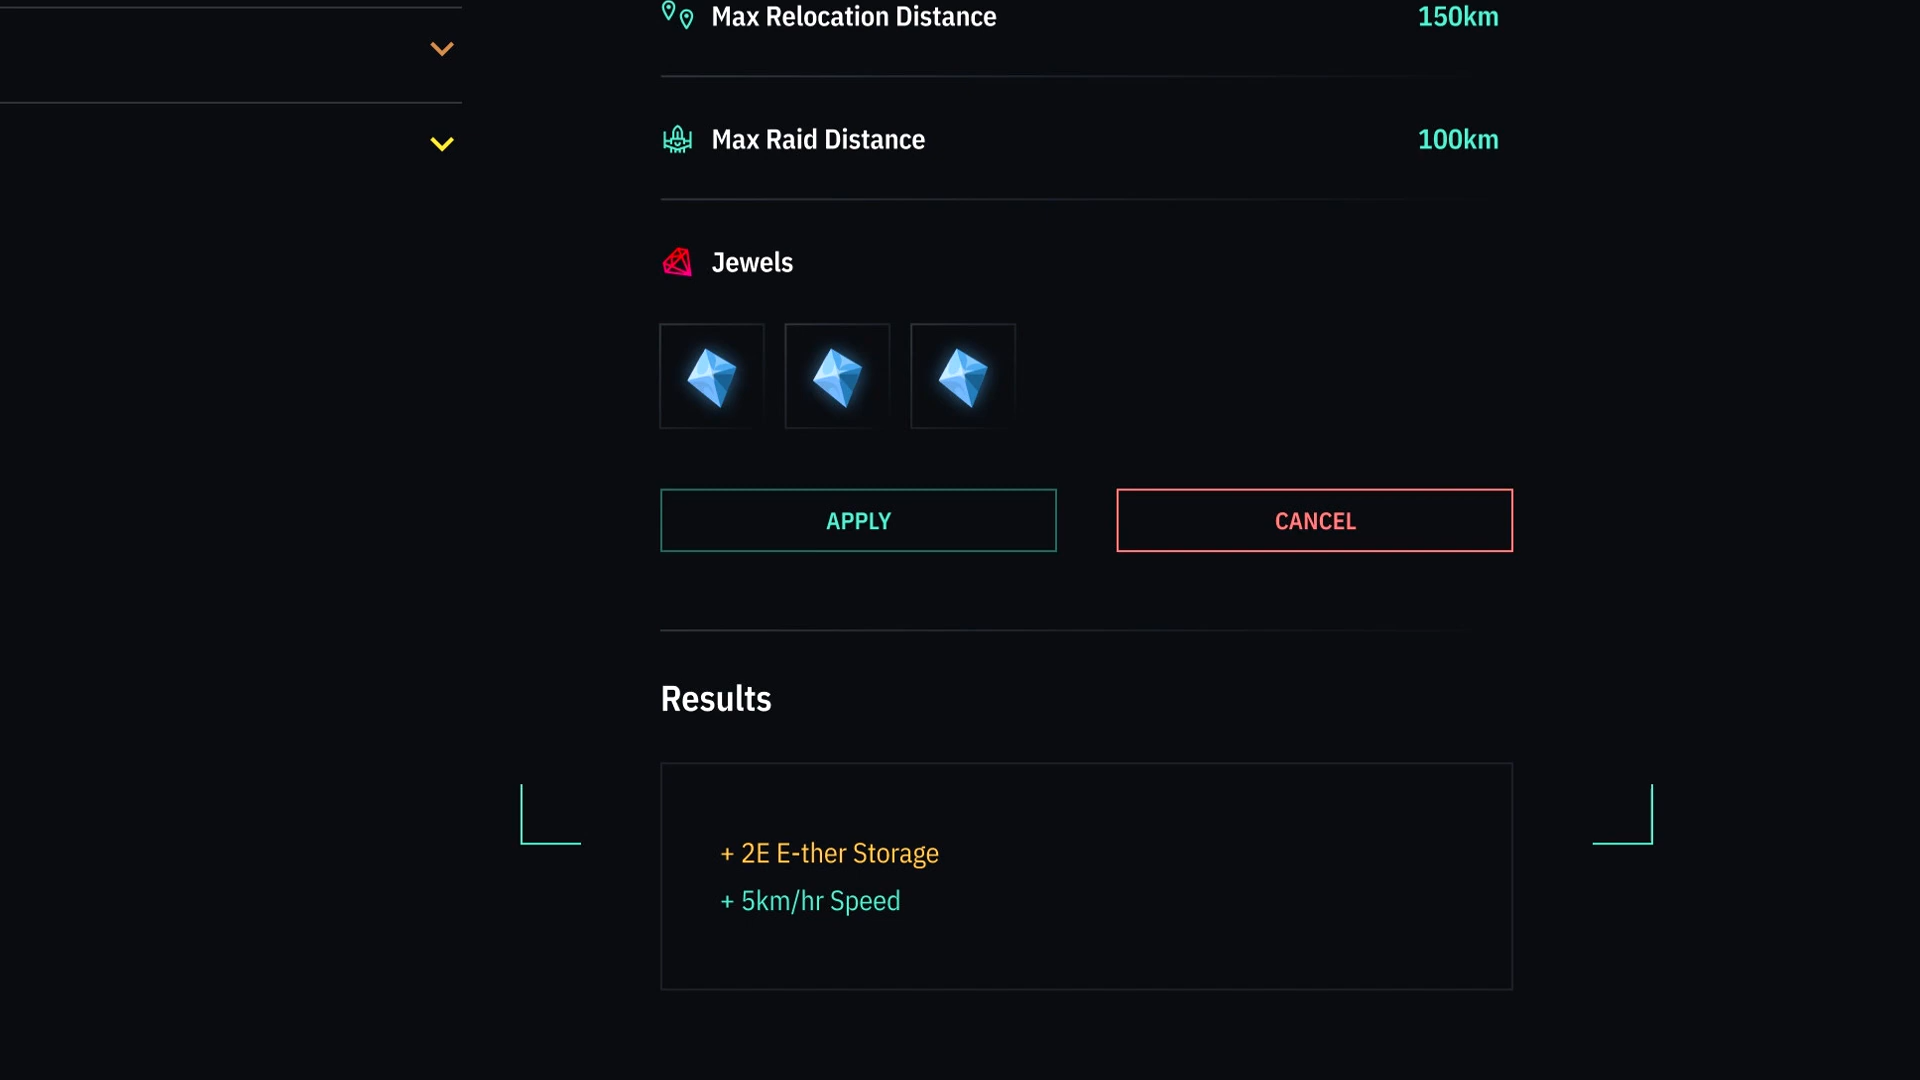 Max Relocation Distance 150km
Max Raid Distance 100km
Jewels
APPLY CANCEL
Results
+ 2E E-ther Storage
+ 5km/hr Speed